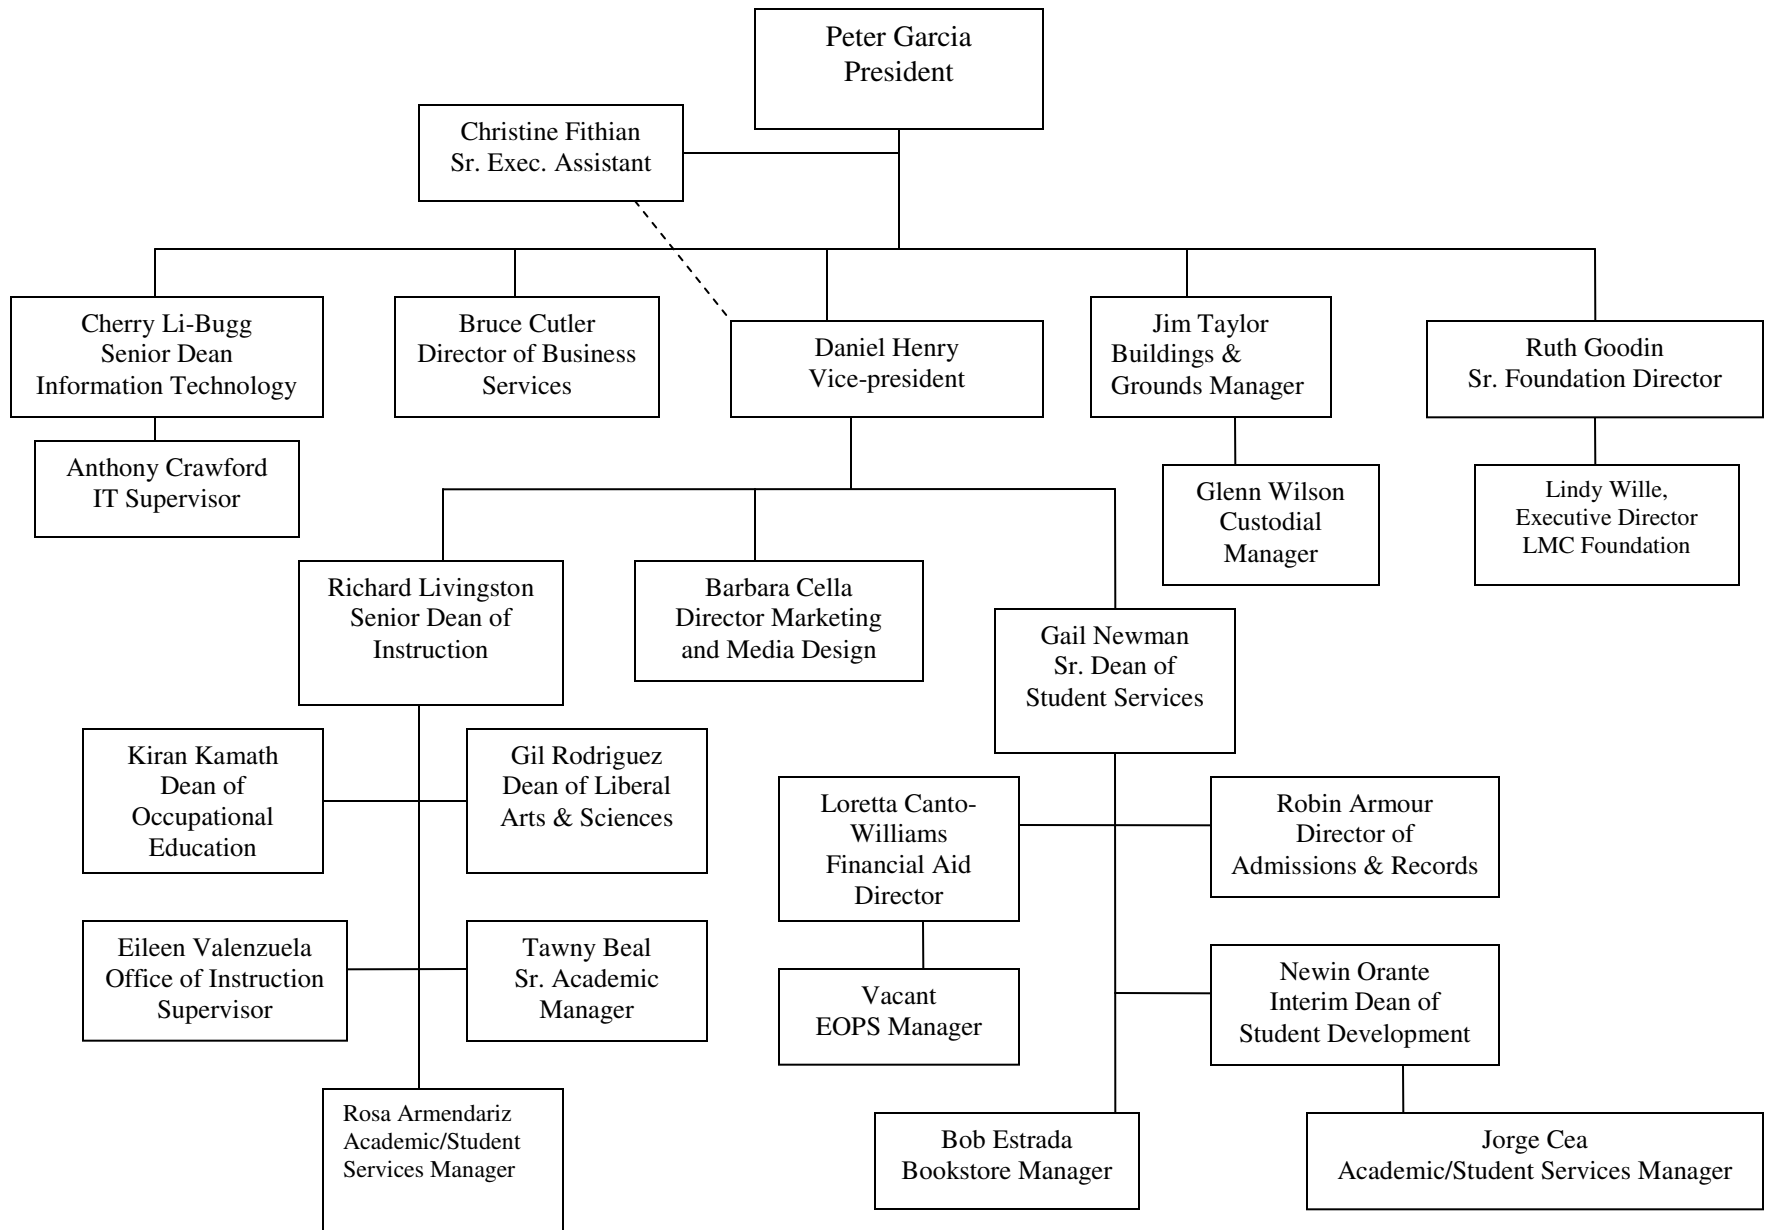 Peter Garcia
President
Christine Fithian
Sr. Exec. Assistant
Cherry Li-Bugg
Senior Dean
Information Technology
Bruce Cutler
Director of Business
Services
Daniel Henry
Vice-president
Jim Taylor
Buildings &
Grounds Manager
Ruth Goodin
Sr. Foundation Director
Anthony Crawford
IT Supervisor
Glenn Wilson
Custodial
Manager
Lindy Wille,
Executive Director
LMC Foundation
Richard Livingston
Senior Dean of
Instruction
Barbara Cella
Director Marketing
and Media Design
Gail Newman
Sr. Dean of
Student Services
Kiran Kamath
Dean of
Occupational
Education
Gil Rodriguez
Dean of Liberal
Arts & Sciences
Loretta Canto-
Williams
Financial Aid
Director
Robin Armour
Director of
Admissions & Records
Eileen Valenzuela
Office of Instruction
Supervisor
Tawny Beal
Sr. Academic
Manager
Vacant
EOPS Manager
Newin Orante
Interim Dean of
Student Development
Rosa Armendariz
Academic/Student
Services Manager
Bob Estrada
Bookstore Manager
Jorge Cea
Academic/Student Services Manager